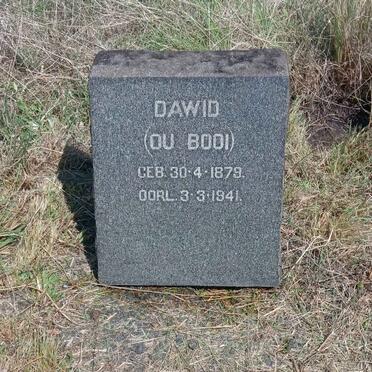 DAWID
(OU BOOI)
GEB. 30·4·1879.
OORL. 3·3·1941.